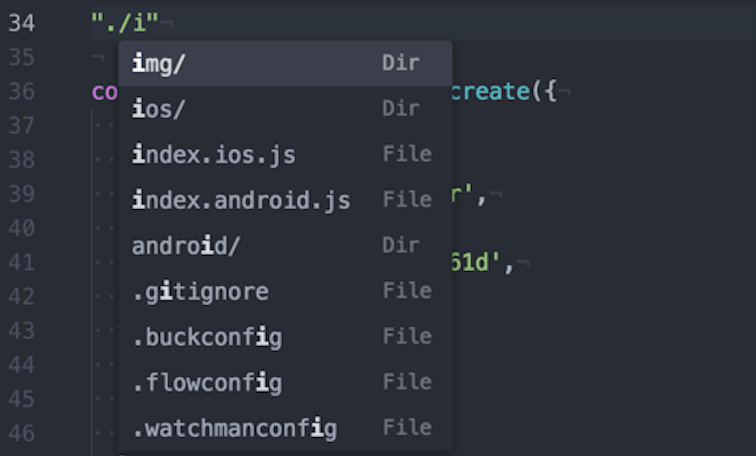 34 "./i"¬
35 ¬
36 co create({¬
37
38
39 r',¬
40
41 61d',¬
42
43
44
45
46
img/ Dir
ios/ Dir
index.ios.js File
index.android.js File
android/ Dir
.gitignore File
.buckconfig File
.flowconfig File
.watchmanconfig File